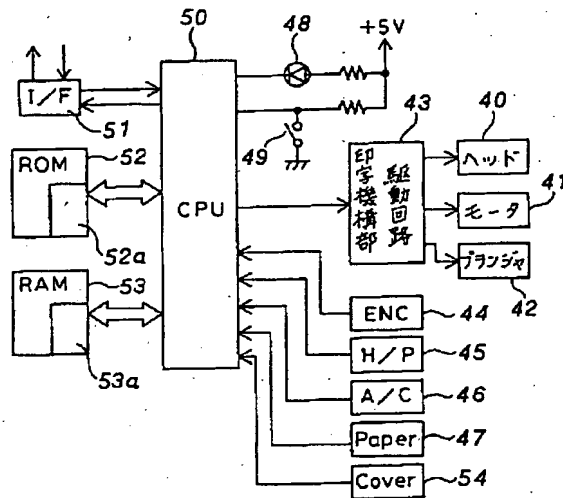 50
48
+5V
I/F
51
49
43
40
ROM
52
52a
CPU
印字機構部
駆動回路
ヘッド
モータ
41
プランジャ
42
RAM
53
53a
ENC
44
H/P
45
A/C
46
Paper
47
Cover
54